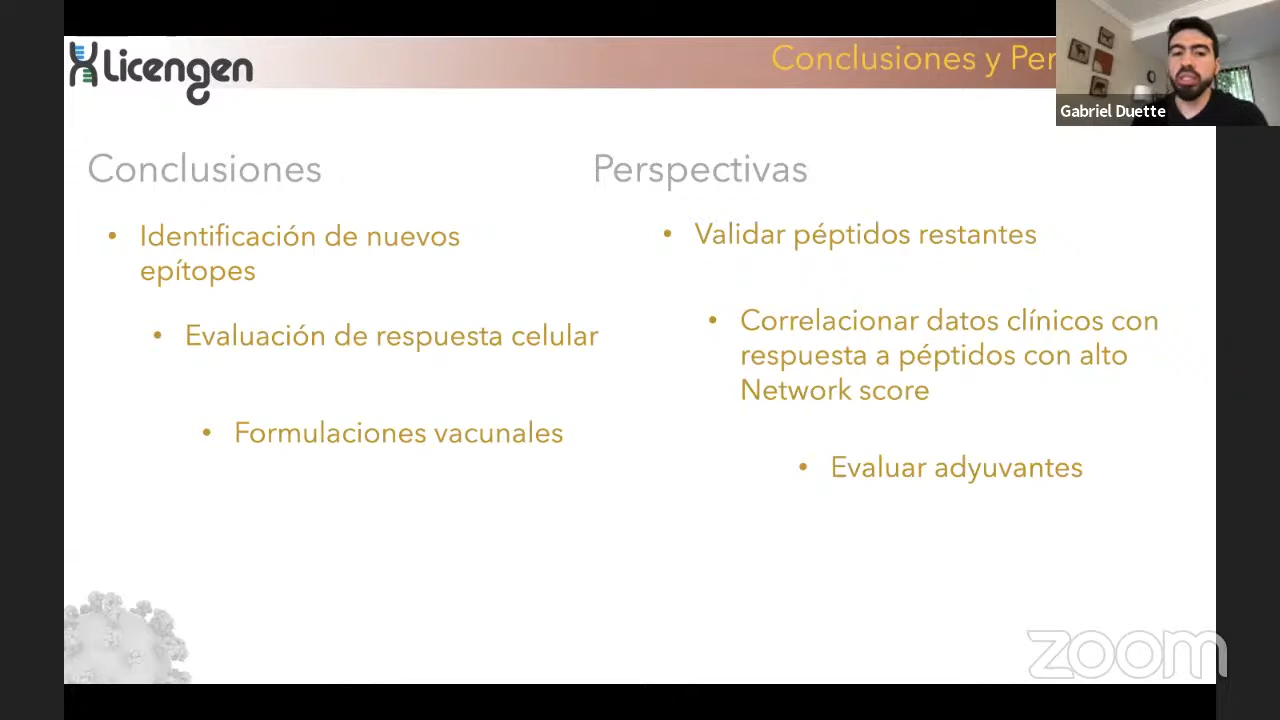 Licengen
Conclusiones y Per
Gabriel Duette
Conclusiones
• Identificación de nuevos
epítopes
• Evaluación de respuesta celular
• Formulaciones vacunales
Perspectivas
• Validar péptidos restantes
• Correlacionar datos clínicos con
respuesta a péptidos con alto
Network score
• Evaluar adyuvantes
zoom